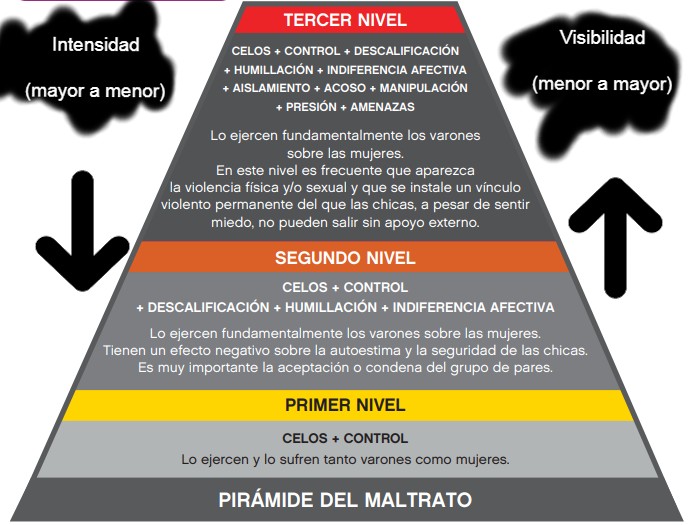 Intensidad
(mayor a menor)
Visibilidad
(menor a mayor)
TERCER NIVEL
CELOS + CONTROL + DESCALIFICACIÓN
+ HUMILLACIÓN + INDIFERENCIA AFECTIVA
+ AISLAMIENTO + ACOSO + MANIPULACIÓN
+ PRESIÓN + AMENAZAS
Lo ejercen fundamentalmente los varones
sobre las mujeres.
En este nivel es frecuente que aparezca
la violencia física y/o sexual y que se instale un vínculo
violento permanente del que las chicas, a pesar de sentir
miedo, no pueden salir sin apoyo externo.
SEGUNDO NIVEL
CELOS + CONTROL
+ DESCALIFICACIÓN + HUMILLACIÓN + INDIFERENCIA AFECTIVA
Lo ejercen fundamentalmente los varones sobre las mujeres.
Tienen un efecto negativo sobre la autoestima y la seguridad de las chicas.
Es muy importante la aceptación o condena del grupo de pares.
PRIMER NIVEL
CELOS + CONTROL
Lo ejercen y lo sufren tanto varones como mujeres.
PIRÁMIDE DEL MALTRATO